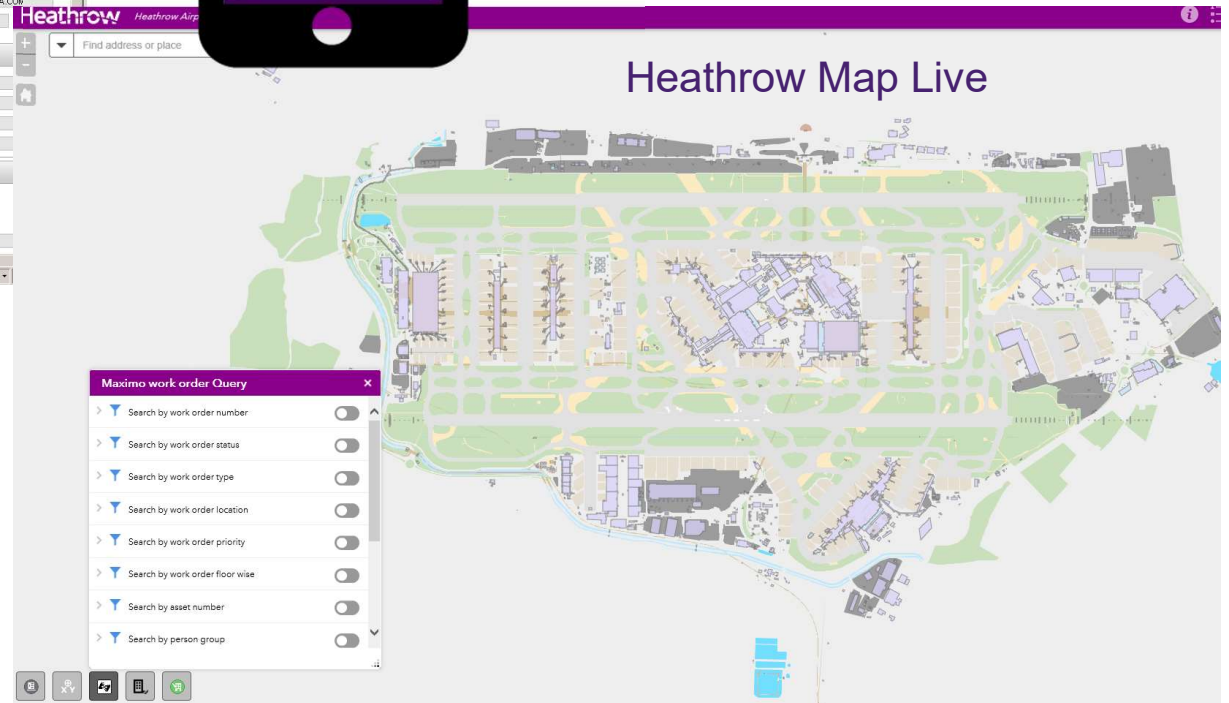 Heathrow
Heathrow Airp
Find address or place
Heathrow Map Live
Maximo work order Query
Search by work order number
Search by work order status
Search by work order type
Search by work order location
Search by work order priority
Search by work order floor wise
Search by asset number
Search by person group